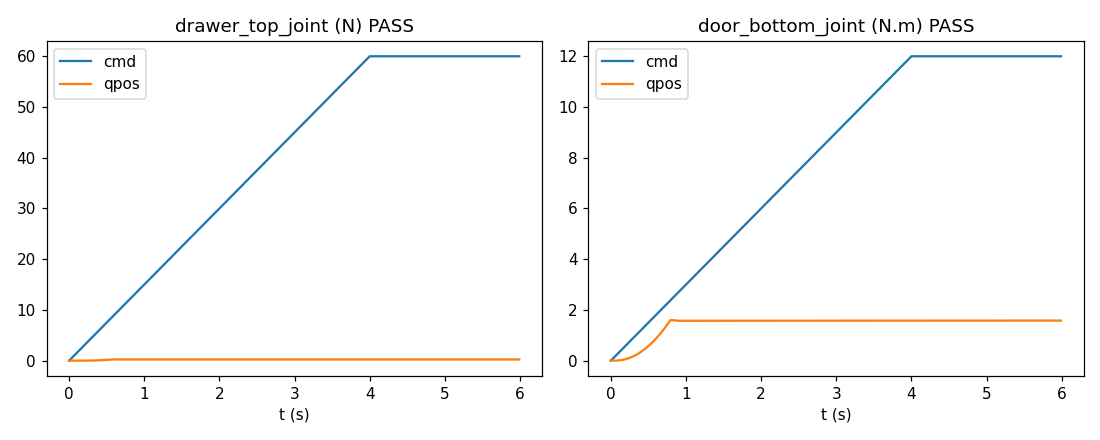 drawer_top_joint (N) PASS
cmd
qpos
60
50
40
30
20
10
0
0 1 2 3 4 5 6
t (s)
door_bottom_joint (N.m) PASS
cmd
qpos
12
10
8
6
4
2
0
0 1 2 3 4 5 6
t (s)